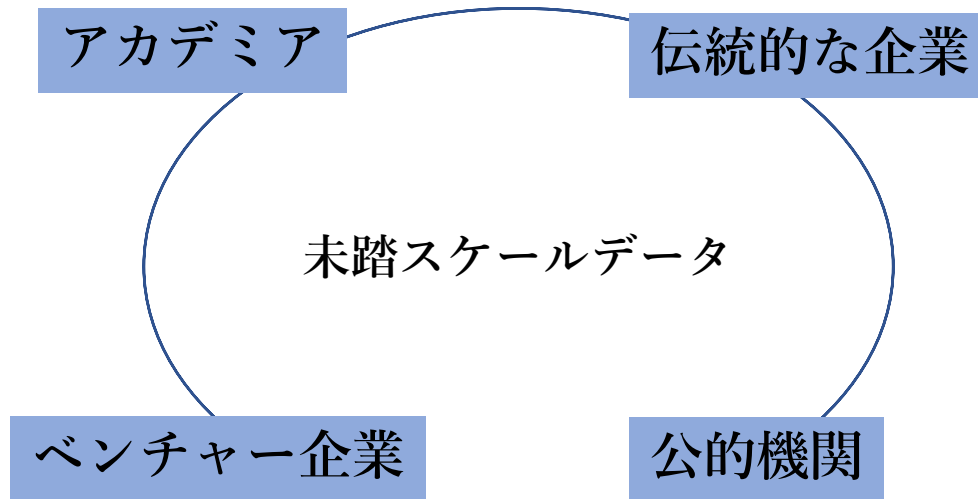 アカデミア
伝統的な企業
未踏スケールデータ
ベンチャー企業
公的機関